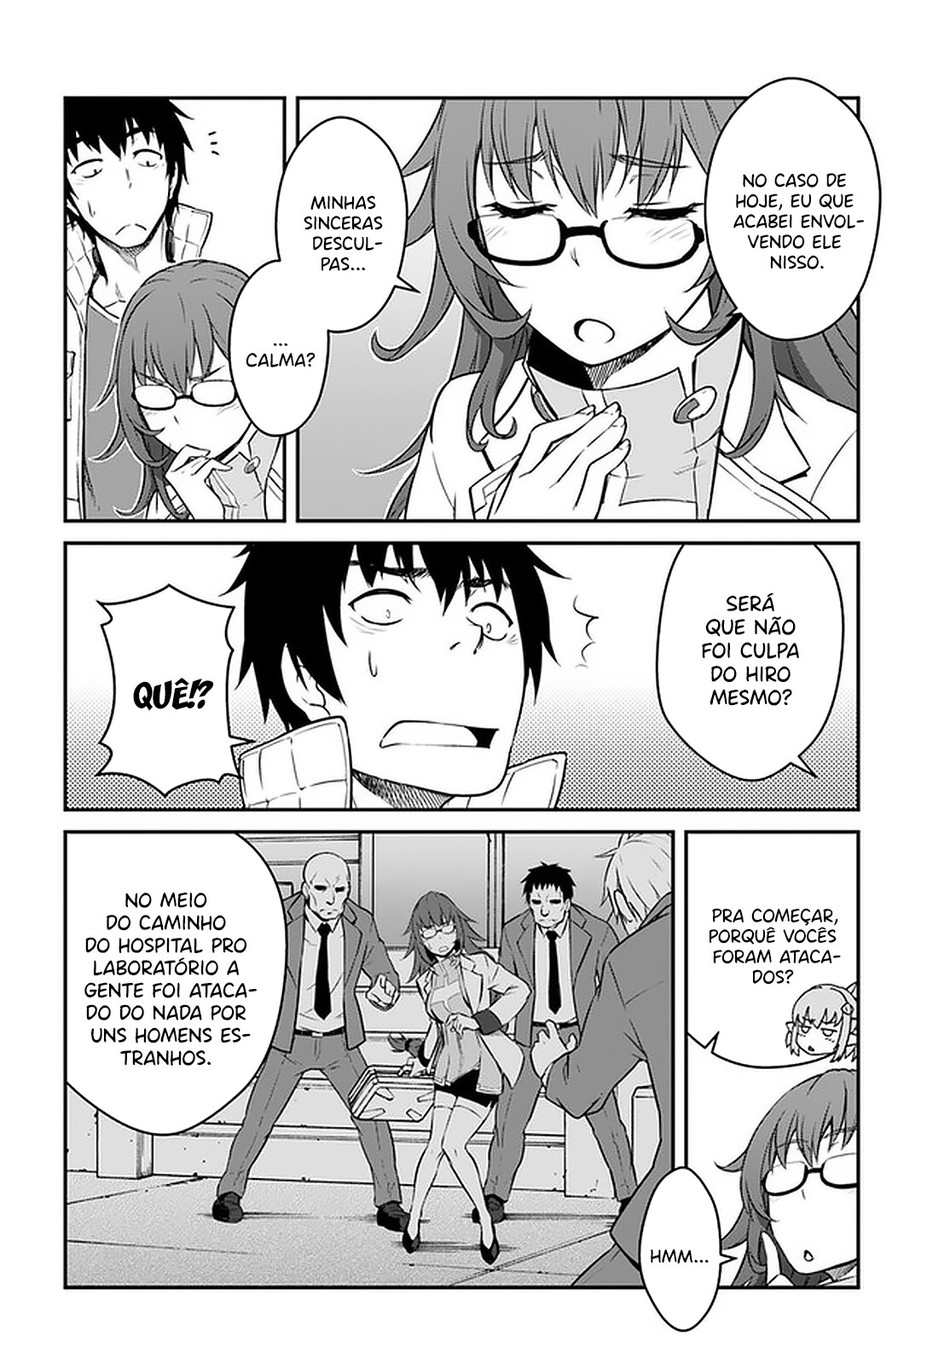 NO CASO DE
HOJE, EU QUE
ACABEI ENVOL-
VENDO ELE
NISSO.
MINHAS
SINCERAS
DESCUL-
PAS...
...
CALMA?
SERÁ
QUE NÃO
FOI CULPA
DO HIRO
MESMO?
QUÊ!?
PRA COMEÇAR,
PORQUÊ VOCÊS
FORAM ATACA-
DOS?
HMM...
NO MEIO
DO CAMINHO
DO HOSPITAL PRO
LABORATÓRIO A
GENTE FOI ATACA-
DO DO NADA POR
UNS HOMENS ES-
TRANHOS.